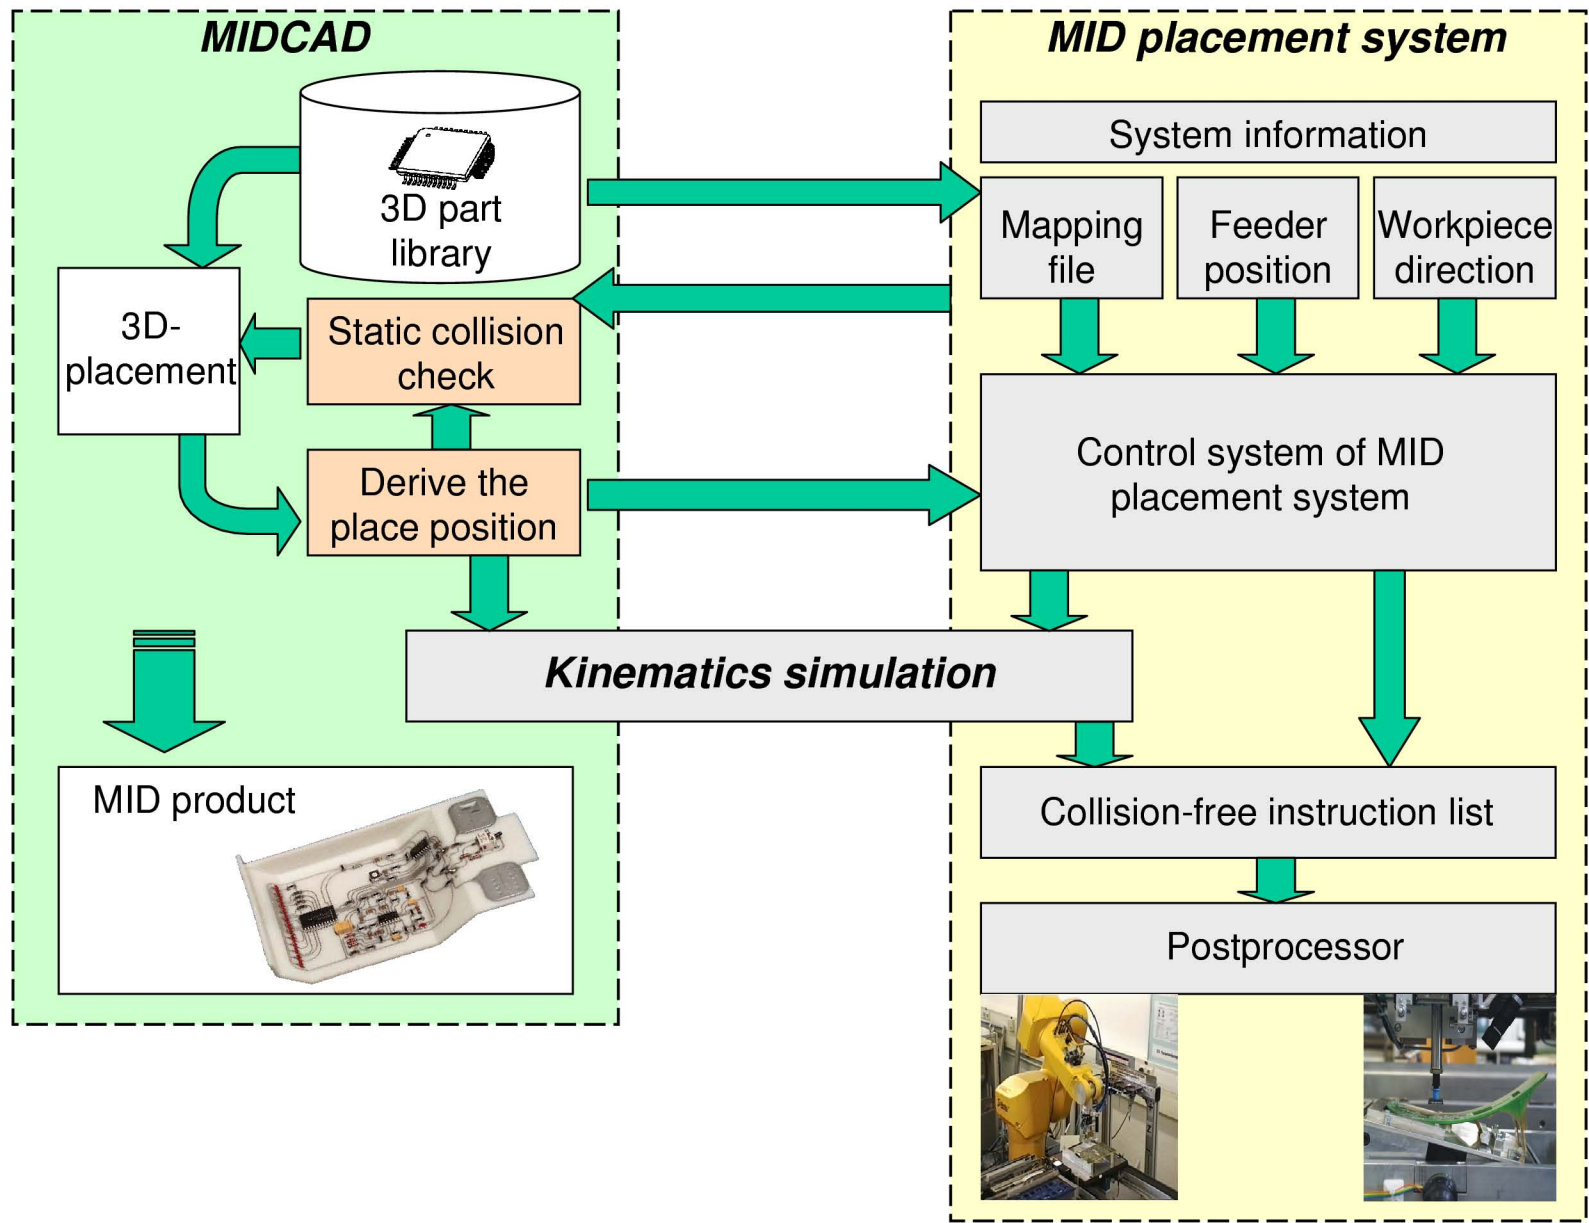 MIDCAD
3D part
library
3D-
placement
Static collision
check
Derive the
place position
MID placement system
System information
Mapping
file
Feeder
position
Workpiece
direction
Control system of MID
placement system
Kinematics simulation
MID product
Collision-free instruction list
Postprocessor